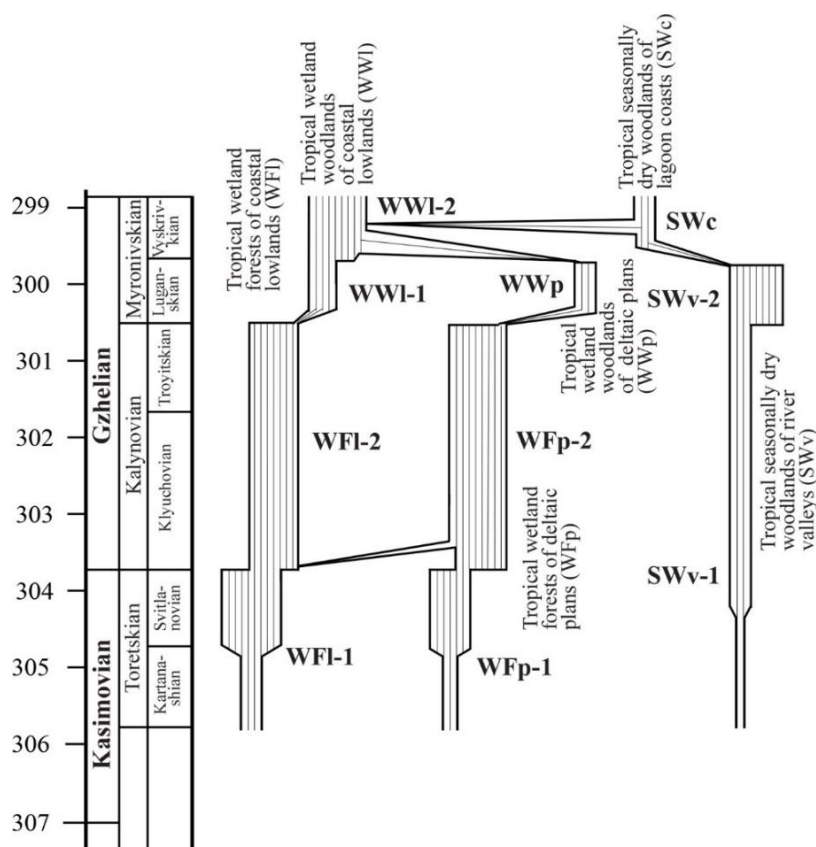 Tropical wetland
forests of coastal
lowlands (WFl)
Tropical wetland
woodlands
of coastal
lowlands (WWl)
Tropical seasonally
dry woodlands of
lagoon coasts (SWc)
299
300
301
302
303
304
305
306
307
Gzhelian
Kasimovian
Myronivskian
Kalynovian
Toretskian
Vyskriv-
kian
Lugan-
skian
Troyitskian
Klyuchovian
Svitla-
novian
Kartana-
shian
WWl-2
SWc
WWl-1
WWp
SWv-2
Tropical
wetland
woodlands
of deltaic plans
(WWp)
WFl-2
WFp-2
Tropical seasonally dry
woodlands of river
valleys (SWv)
Tropical wetland
forests of deltaic
plans (WFp)
SWv-1
WFl-1
WFp-1